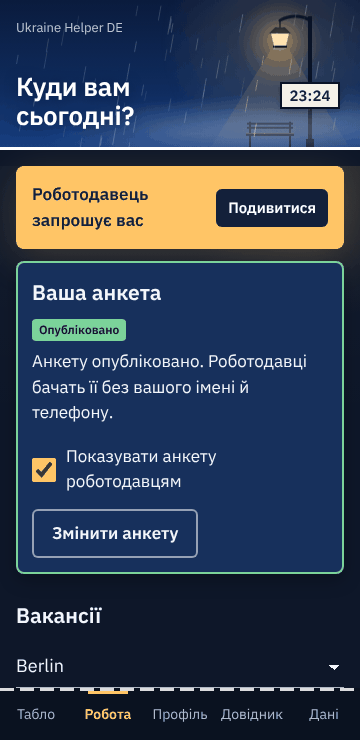 Ukraine Helper DE
Куди вам
сьогодні?
23:24
Роботодавець
запрошує вас
Подивитися
Ваша анкета
Опубліковано
Анкету опубліковано. Роботодавці
бачать її без вашого імені й
телефону.
Показувати анкету
роботодавцям
Змінити анкету
Вакансії
Berlin
Табло
Робота
Профіль
Довідник
Дані